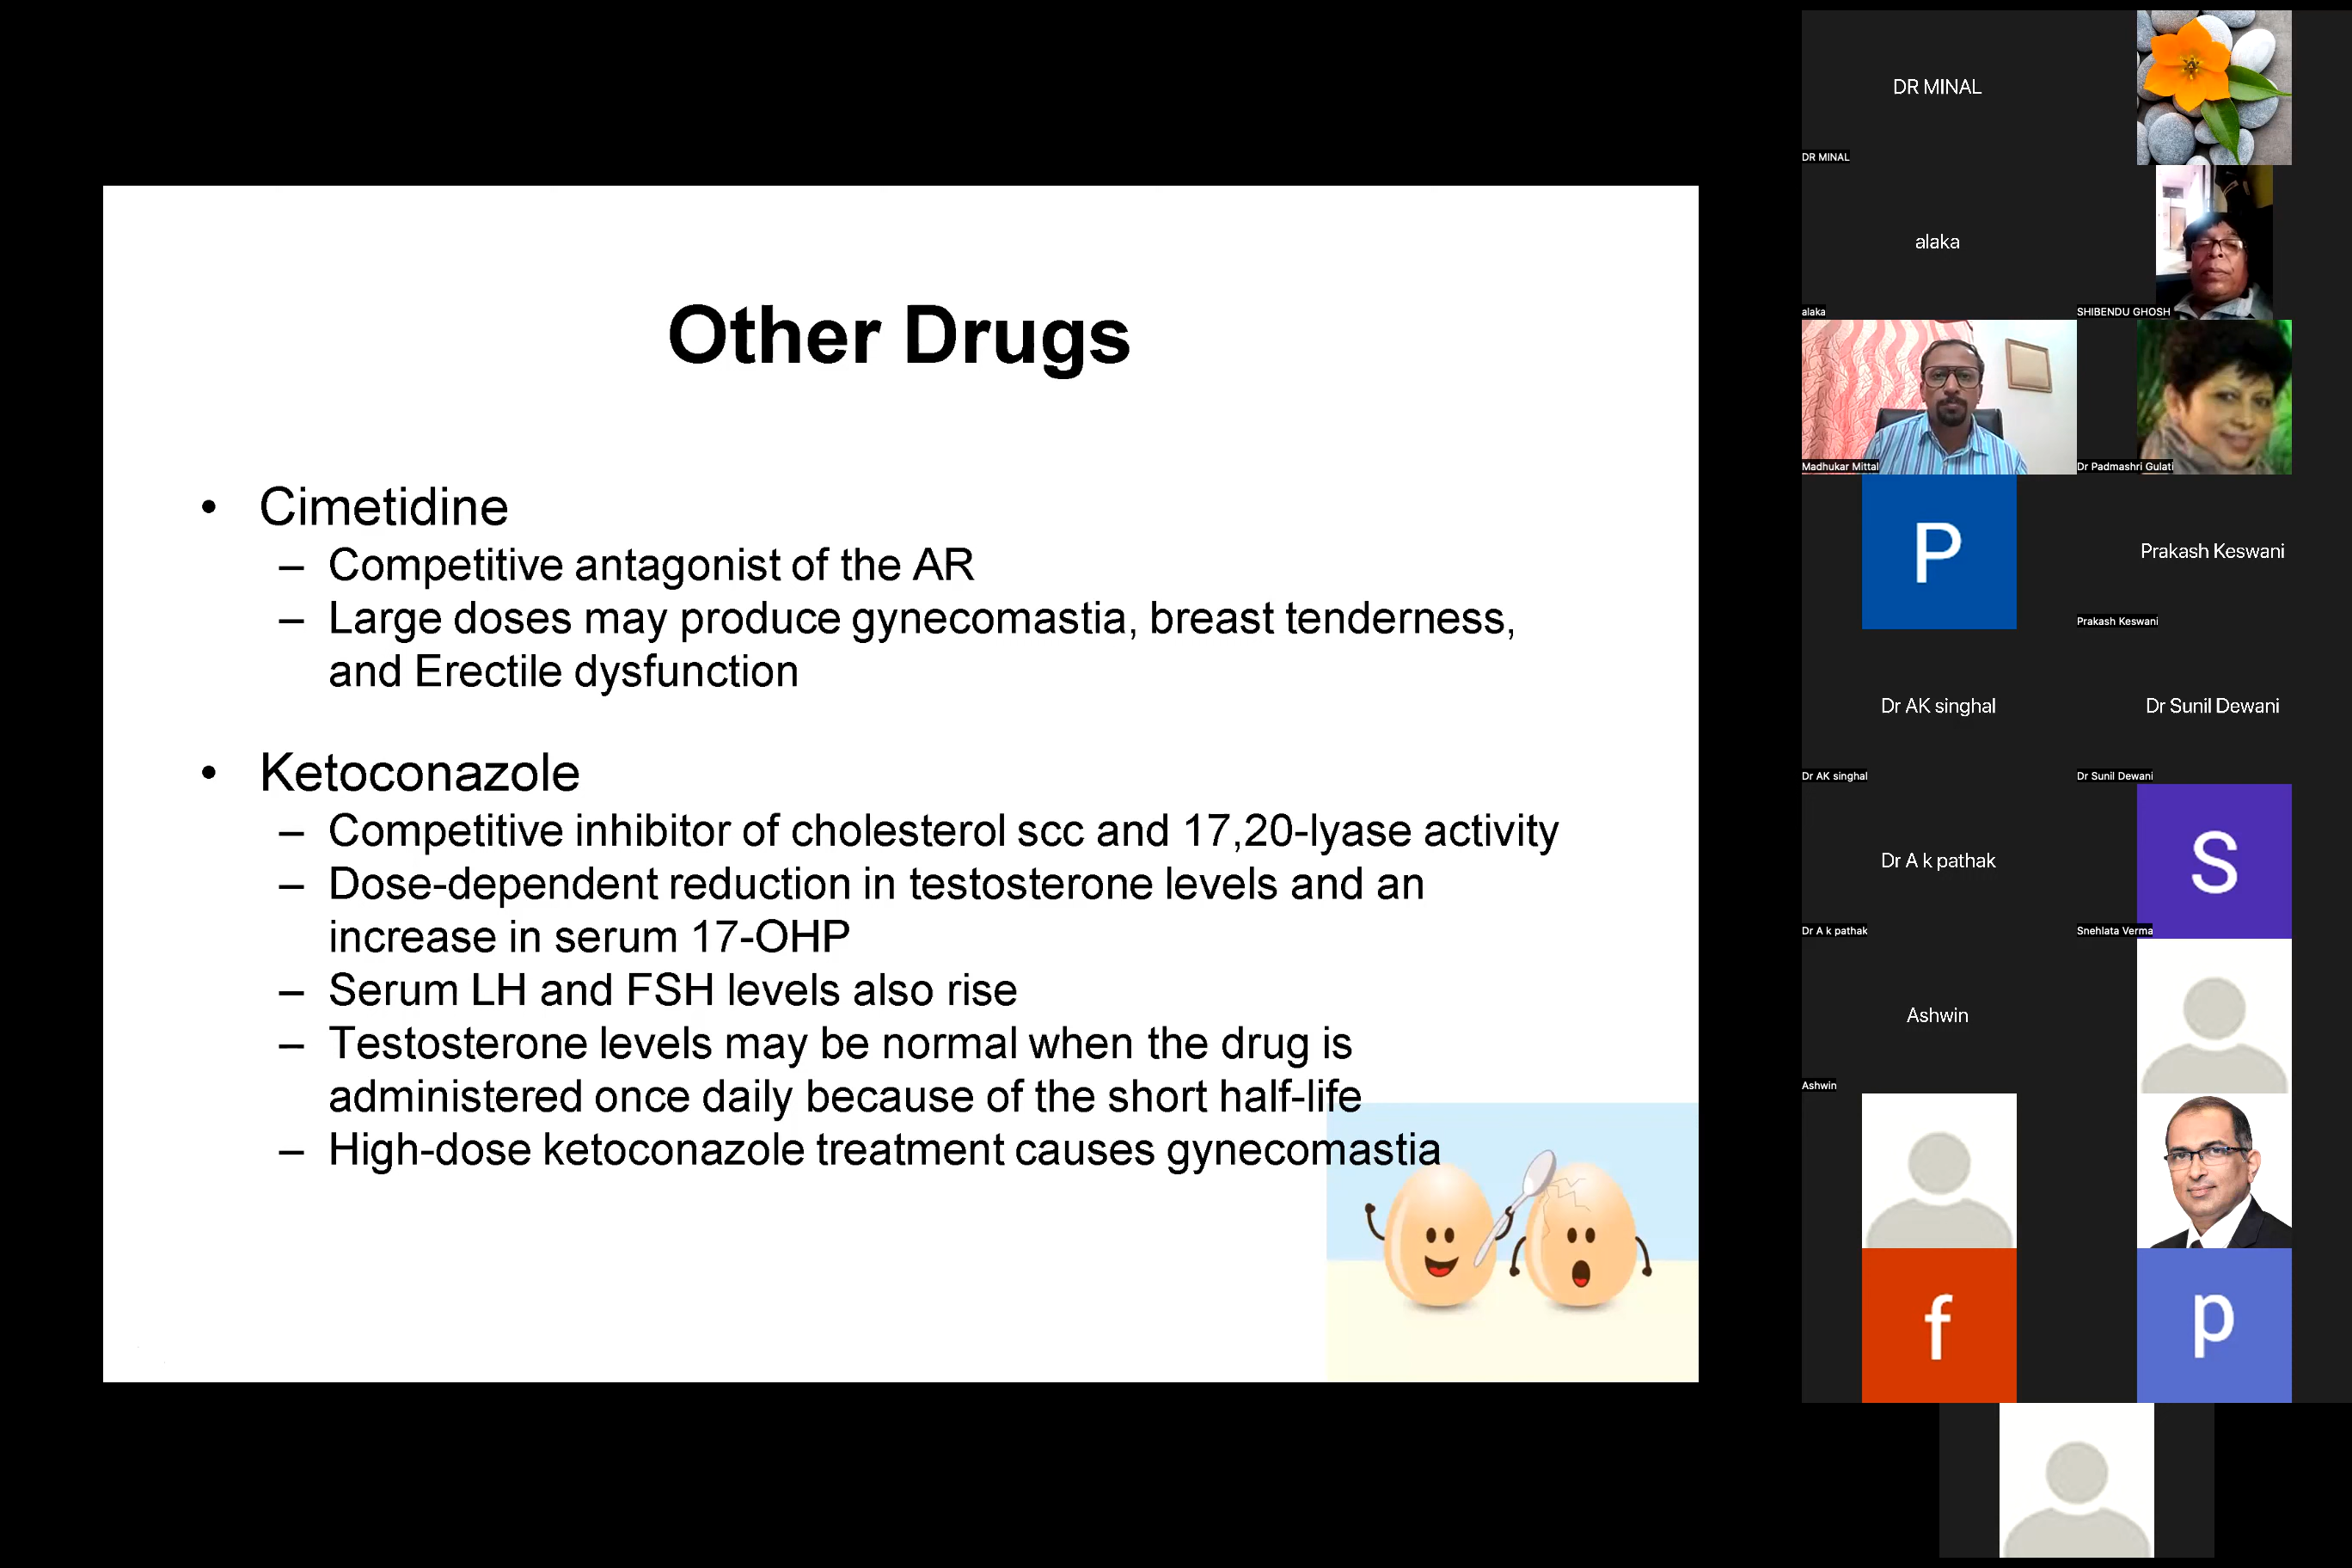 Other Drugs
• Cimetidine
– Competitive antagonist of the AR
– Large doses may produce gynecomastia, breast tenderness,
and Erectile dysfunction
• Ketoconazole
– Competitive inhibitor of cholesterol scc and 17,20-lyase activity
– Dose-dependent reduction in testosterone levels and an
increase in serum 17-OHP
– Serum LH and FSH levels also rise
– Testosterone levels may be normal when the drug is
administered once daily because of the short half-life
– High-dose ketoconazole treatment causes gynecomastia
DR MINAL
DR MINAL
alaka
alaka
SHIBENDU GHOSH
Madhukar Mittal
Dr Padmashri Gulati
P
Prakash Keswani
Prakash Keswani
Dr AK singhal
Dr AK singhal
Dr Sunil Dewani
Dr Sunil Dewani
Dr A k pathak
Dr A k pathak
S
Snehlata Verma
Ashwin
Ashwin
f
p